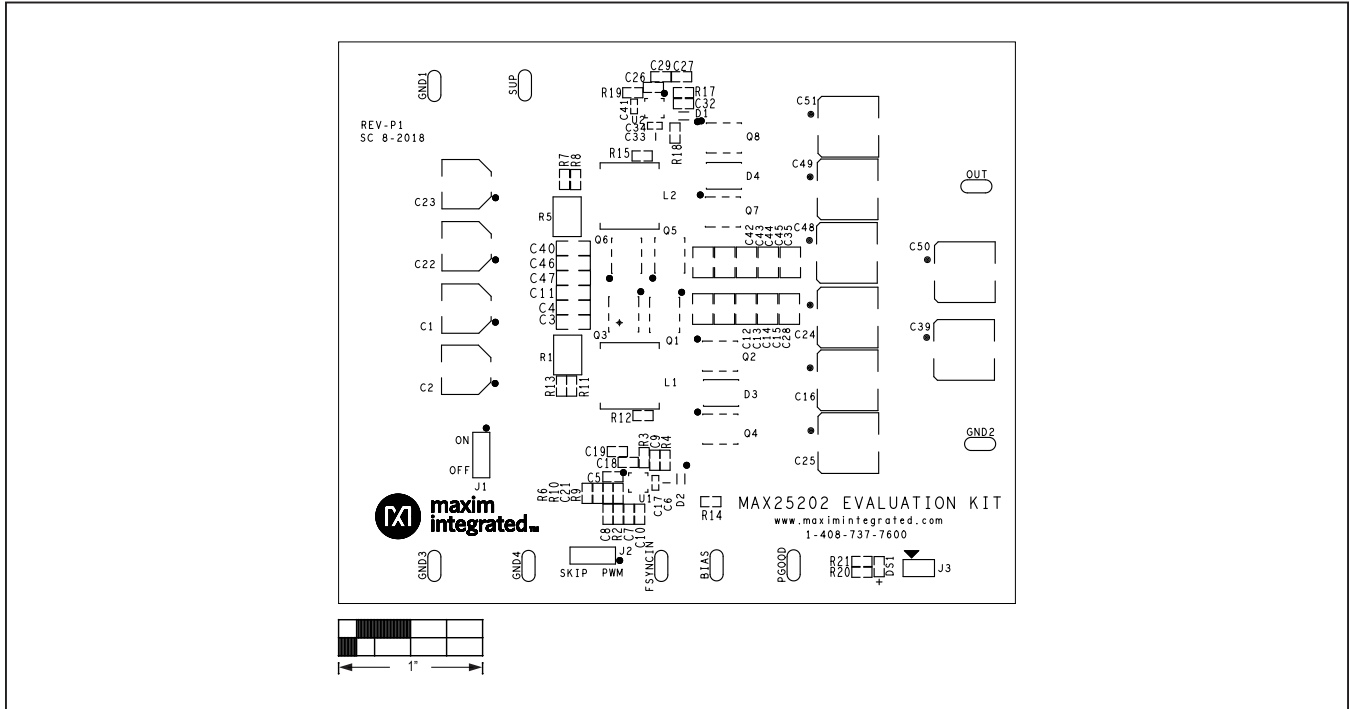 GND1
SUP
C29 C27
C26
R19
R17
C32
C41
D1
U2
C34
C33
R18
REV-P1
SC 8-2018
C51
Q8
R15
R7
R8
C49
D4
OUT
L2
C23
R5
Q7
Q6
Q5
C42
C43
C44
C45
C35
C48
C50
C40
C46
C47
C11
C4
C3
C22
C1
Q3
Q1
C12
C13
C14
C15
C28
C24
C39
R1
Q2
C2
R13
R11
L1
D3
C16
R12
Q4
GND2
ON
OFF
J1
C19
R3
C9
R4
C18
C5
C25
R6
R10
C21
R9
U1
C17
C6
D2
R14
MAX25202 EVALUATION KIT
www.maximintegrated.com
1-408-737-7600
maxim
integrated™
C8
R2
C7
C10
J2
SKIP PWM
GND3
GND4
FSYNCIN
BIAS
PGOOD
R21
R20
DS1
+
J3
1"